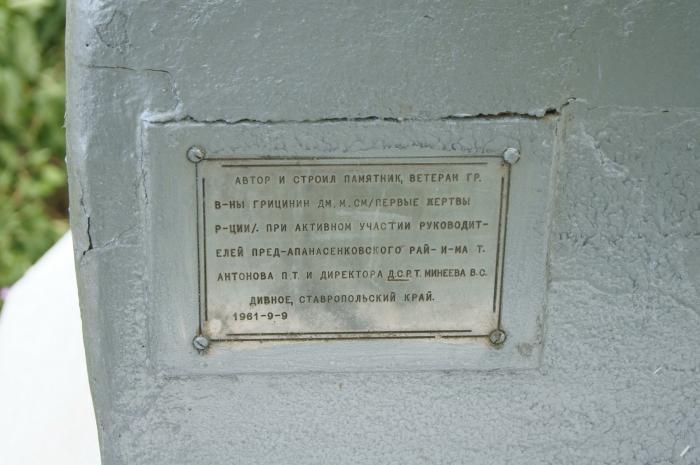 АВТОР И СТРОИЛ ПАМЯТНИК, ВЕТЕРАН ГР.
В-НЫ ГРИЦИНИН ДМ. М. СМ/ПЕРВЫЕ ЖЕРТВЫ
Р-ЦИИ/. ПРИ АКТИВНОМ УЧАСТИИ РУКОВОДИТ-
ЕЛЕЙ ПРЕД-АПАНАСЕНКОВСКОГО РАЙ- И-МА Т.
АНТОНОВА П.Т. И ДИРЕКТОРА Д.С.Р.Т. МИНЕЕВА В.С.
ДИВНОЕ, СТАВРОПОЛЬСКИЙ КРАЙ.
1961-9-9